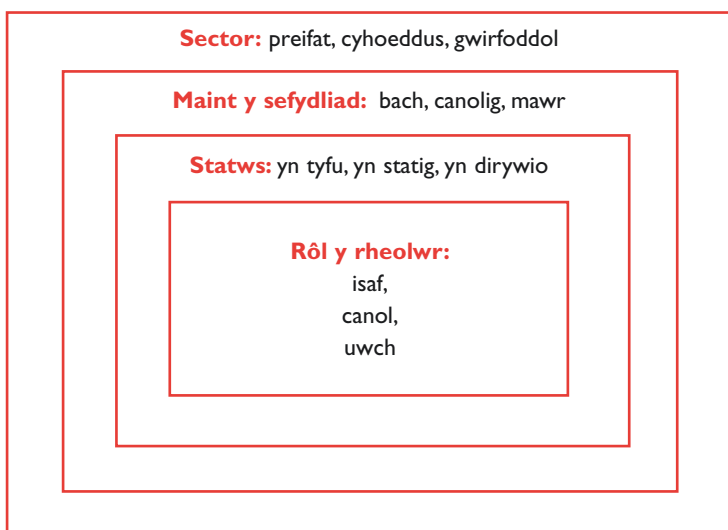 Sector: preifat, cyhoeddus, gwirfoddol
Maint y sefydliad: bach, canolig, mawr
Statws: yn tyfu, yn statig, yn dirywio
Rôl y rheolwr:
isaf,
canol,
uwch